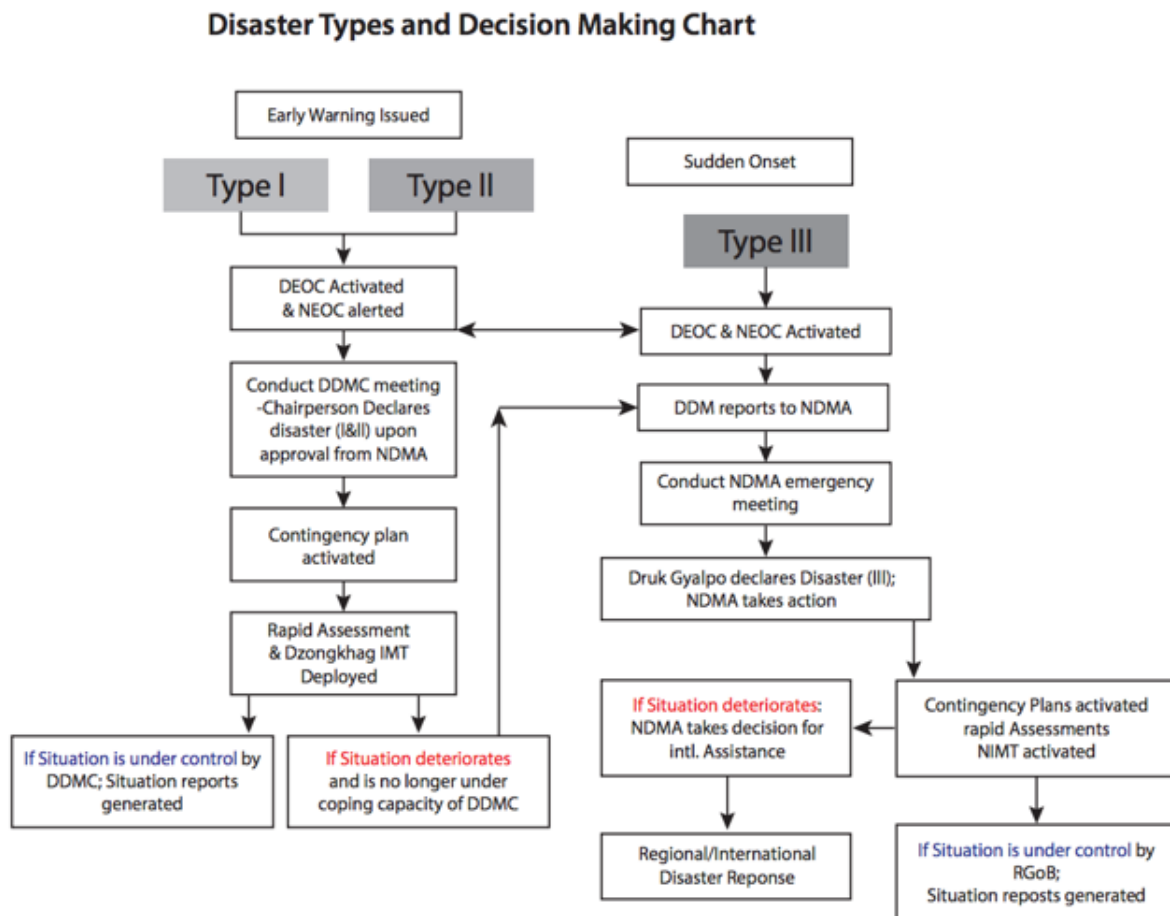 Disaster Types and Decision Making Chart
Early Warning Issued
Type I
Type II
DEOC Activated
& NEOC alerted
Conduct DDMC meeting
-Chairperson Declares
disaster (I&II) upon
approval from NDMA
Contingency plan
activated
Rapid Assessment
& Dzongkhag IMT
Deployed
If Situation is under control by
DDMC; Situation reports
generated
If Situation deteriorates
and is no longer under
coping capacity of DDMC
Sudden Onset
Type III
DEOC & NEOC Activated
DDM reports to NDMA
Conduct NDMA emergency
meeting
Druk Gyalpo declares Disaster (III);
NDMA takes action
If Situation deteriorates:
NDMA takes decision for
intl. Assistance
Regional/International
Disaster Reponse
Contingency Plans activated
rapid Assessments
NIMT activated
If Situation is under control by
RGoB;
Situation reposts generated